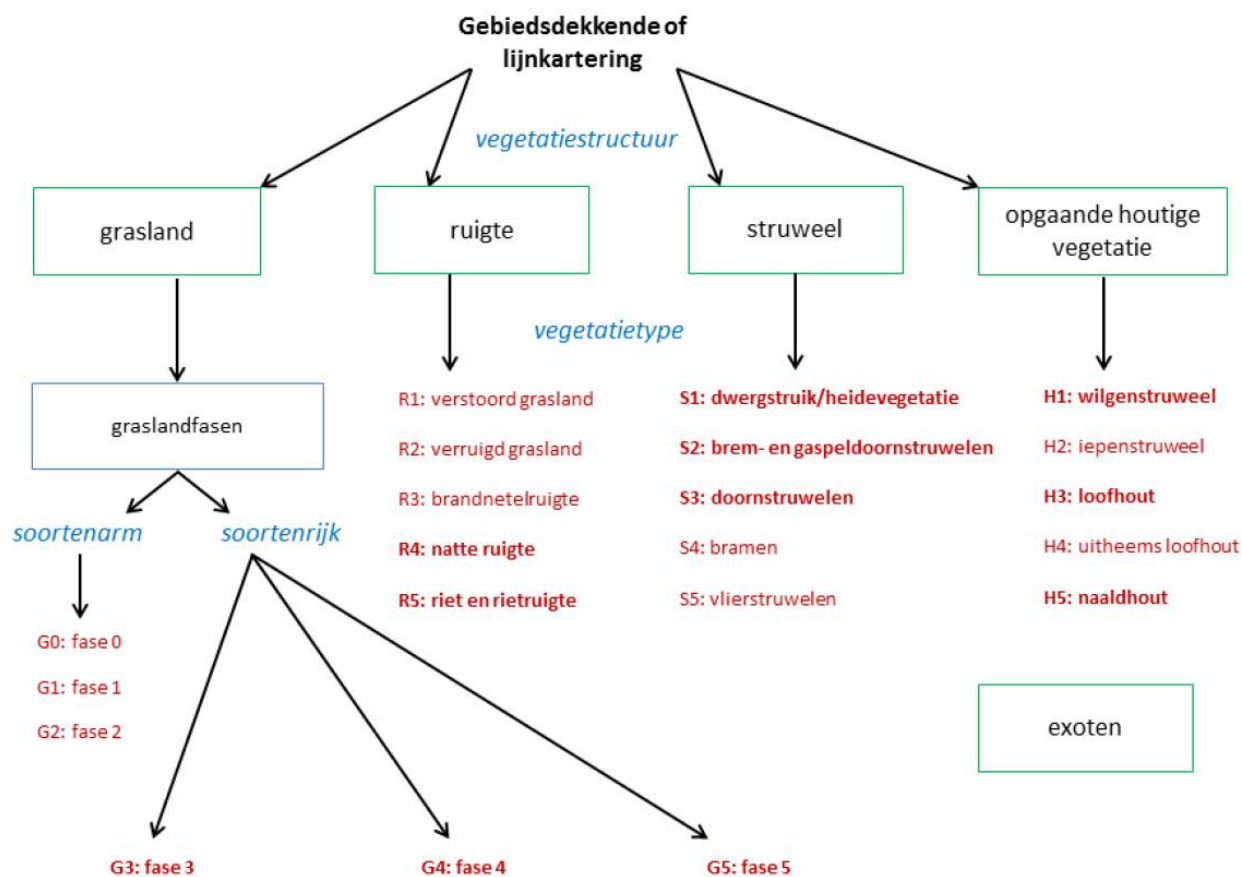 Gebiedsdekkende of
lijnkartering
vegetatiestructuur
grasland
ruigte
struweel
opgaande houtige
vegetatie
vegetatietype
graslandfasen
soortenarm
soortenrijk
G0: fase 0
G1: fase 1
G2: fase 2
G3: fase 3
G4: fase 4
G5: fase 5
R1: verstoord grasland
R2: verruigd grasland
R3: brandnetelruigte
R4: natte ruigte
R5: riet en rietruigte
S1: dwergstruik/heidevegetatie
S2: brem- en gaspeldoornstruwelen
S3: doornstruwelen
S4: bramen
S5: vlierstruwelen
H1: wilgenstruweel
H2: iepenstruweel
H3: loofhout
H4: uitheems loofhout
H5: naaldhout
exoten